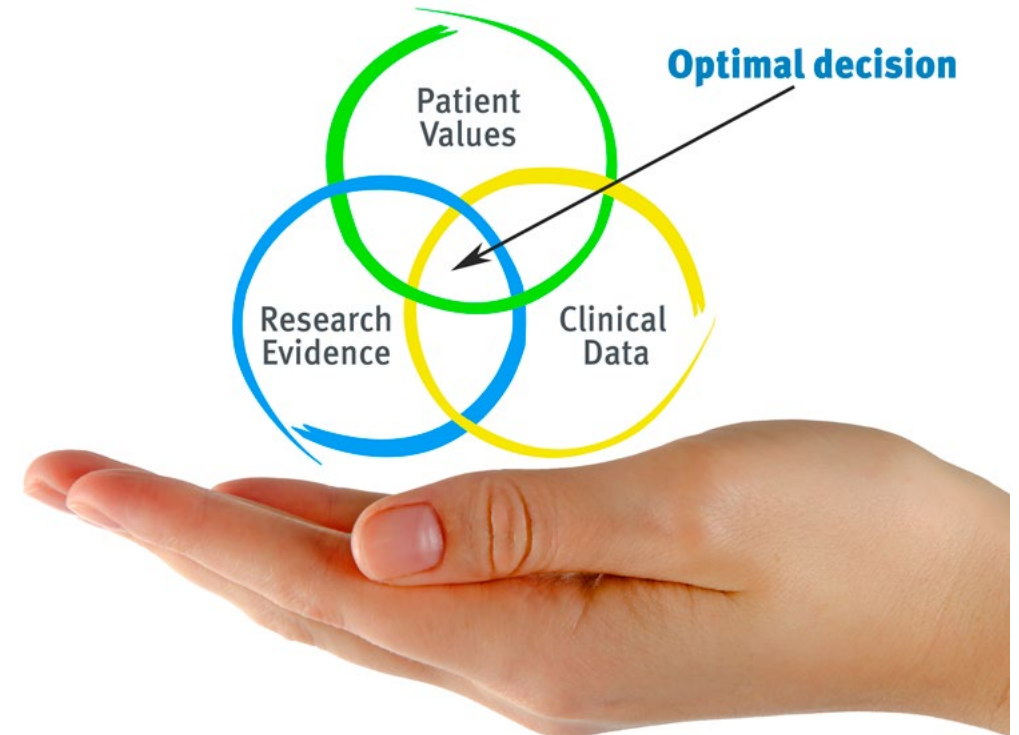 Optimal decision
Patient
Values
Research
Evidence
Clinical
Data